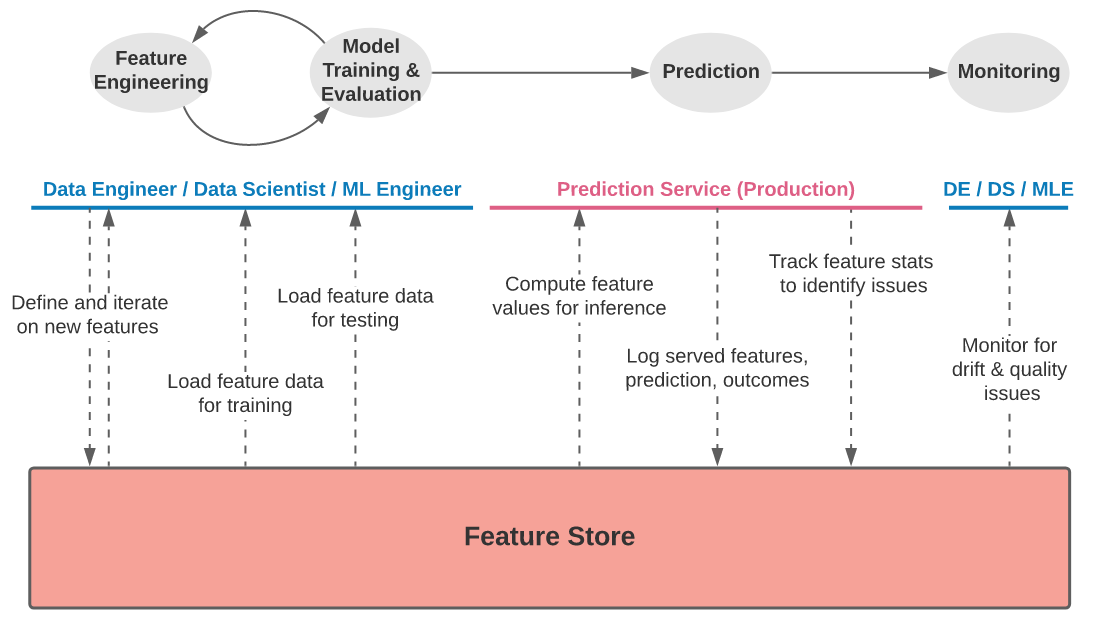 Feature
Engineering
Model
Training &
Evaluation
Prediction
Monitoring
Data Engineer / Data Scientist / ML Engineer
Prediction Service (Production)
DE / DS / MLE
Define and iterate
on new features
Load feature data
for training
Load feature data
for testing
Compute feature
values for inference
Log served features,
prediction, outcomes
Track feature stats
to identify issues
Monitor for
drift & quality
issues
Feature Store